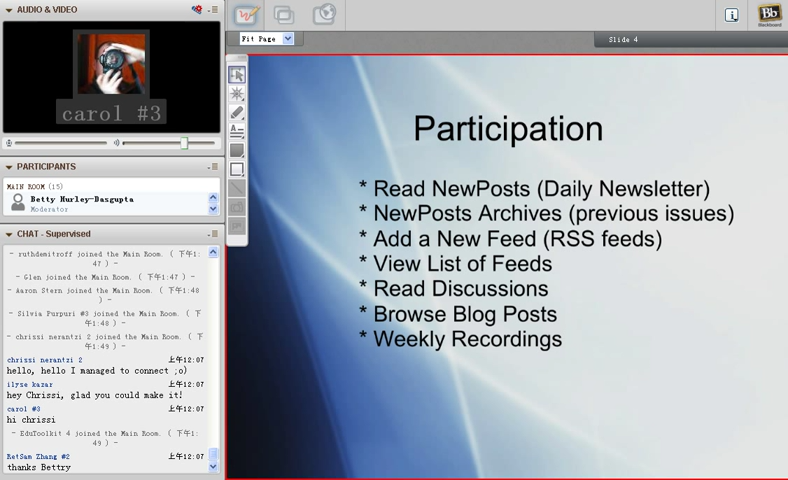 AUDIO & VIDEO
carol #3
PARTICIPANTS
MAIN ROOM (15)
Betty Hurley-Dasgupta
Moderator
CHAT - Supervised
- ruthdemitroff joined the Main Room. ( 下午1:
47 ) -
- Glen joined the Main Room. ( 下午1:47 ) -
- Aaron Stern joined the Main Room. ( 下午1:48
) -
- Silvia Purpuri #3 joined the Main Room. ( 下
午1:48 ) -
- chrissi nerantzi 2 joined the Main Room. ( 下
午1:49 ) -
chrissi nerantzi 2 上午12:07
hello, hello I managed to connect ;o)
ilyse kazar 上午12:07
hey Chrissi, glad you could make it!
carol #3 上午12:07
hi chrissi
- EduToolkit 4 joined the Main Room. ( 下午1:
49 ) -
RetSam Zhang #2 上午12:07
thanks Bettry
Bb
Blackboard
Fit Page
Slide 4
Participation
* Read NewPosts (Daily Newsletter)
* NewPosts Archives (previous issues)
* Add a New Feed (RSS feeds)
* View List of Feeds
* Read Discussions
* Browse Blog Posts
* Weekly Recordings